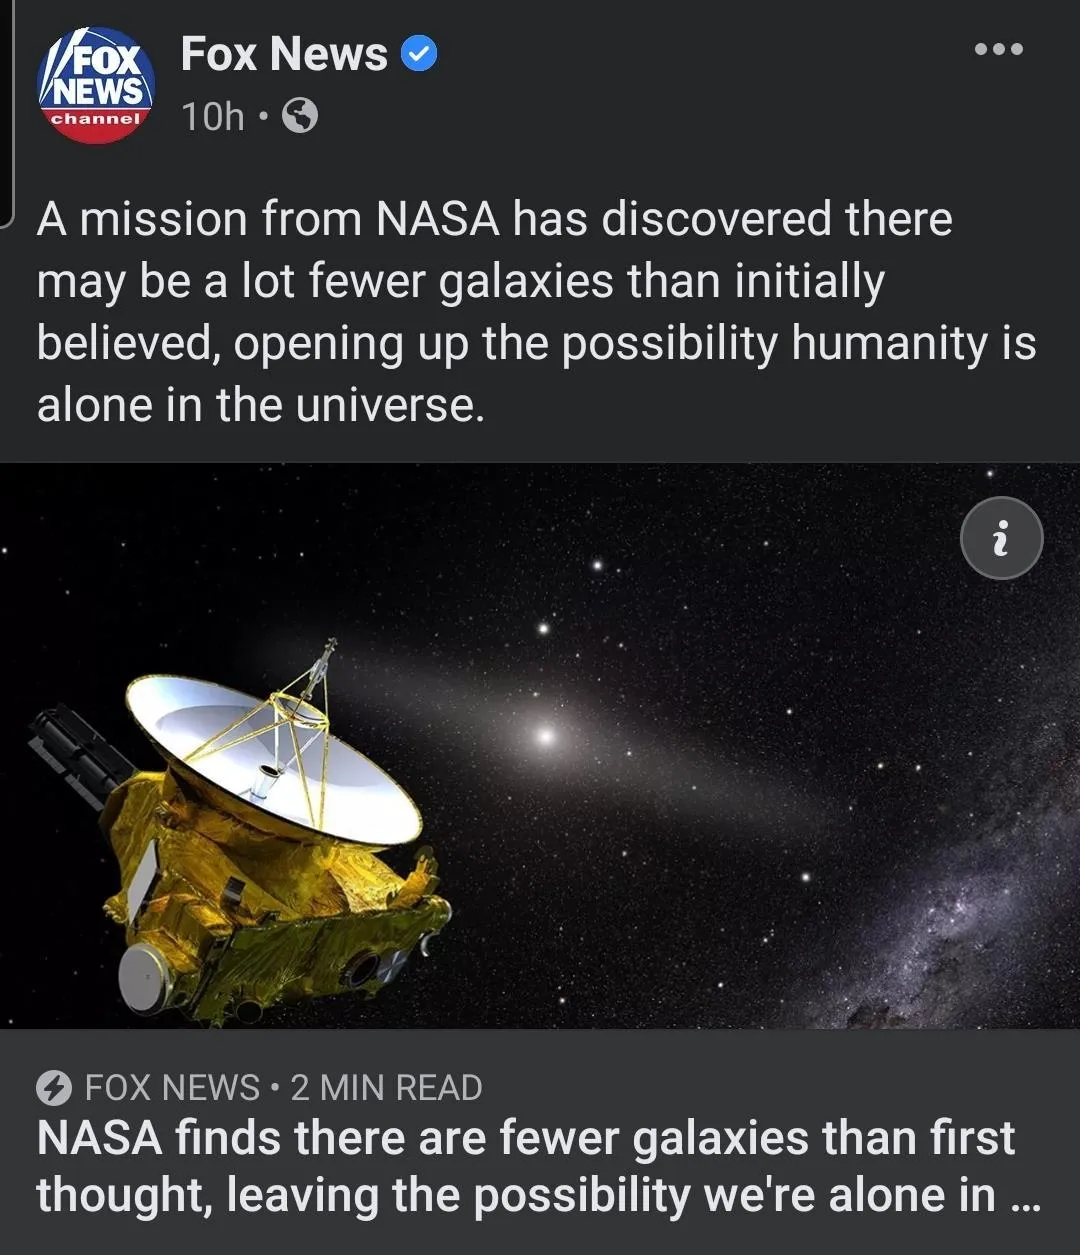 FOX
NEWS
channel
Fox News
10h •
A mission from NASA has discovered there
may be a lot fewer galaxies than initially
believed, opening up the possibility humanity is
alone in the universe.
i
FOX NEWS • 2 MIN READ
NASA finds there are fewer galaxies than first
thought, leaving the possibility we're alone in ...